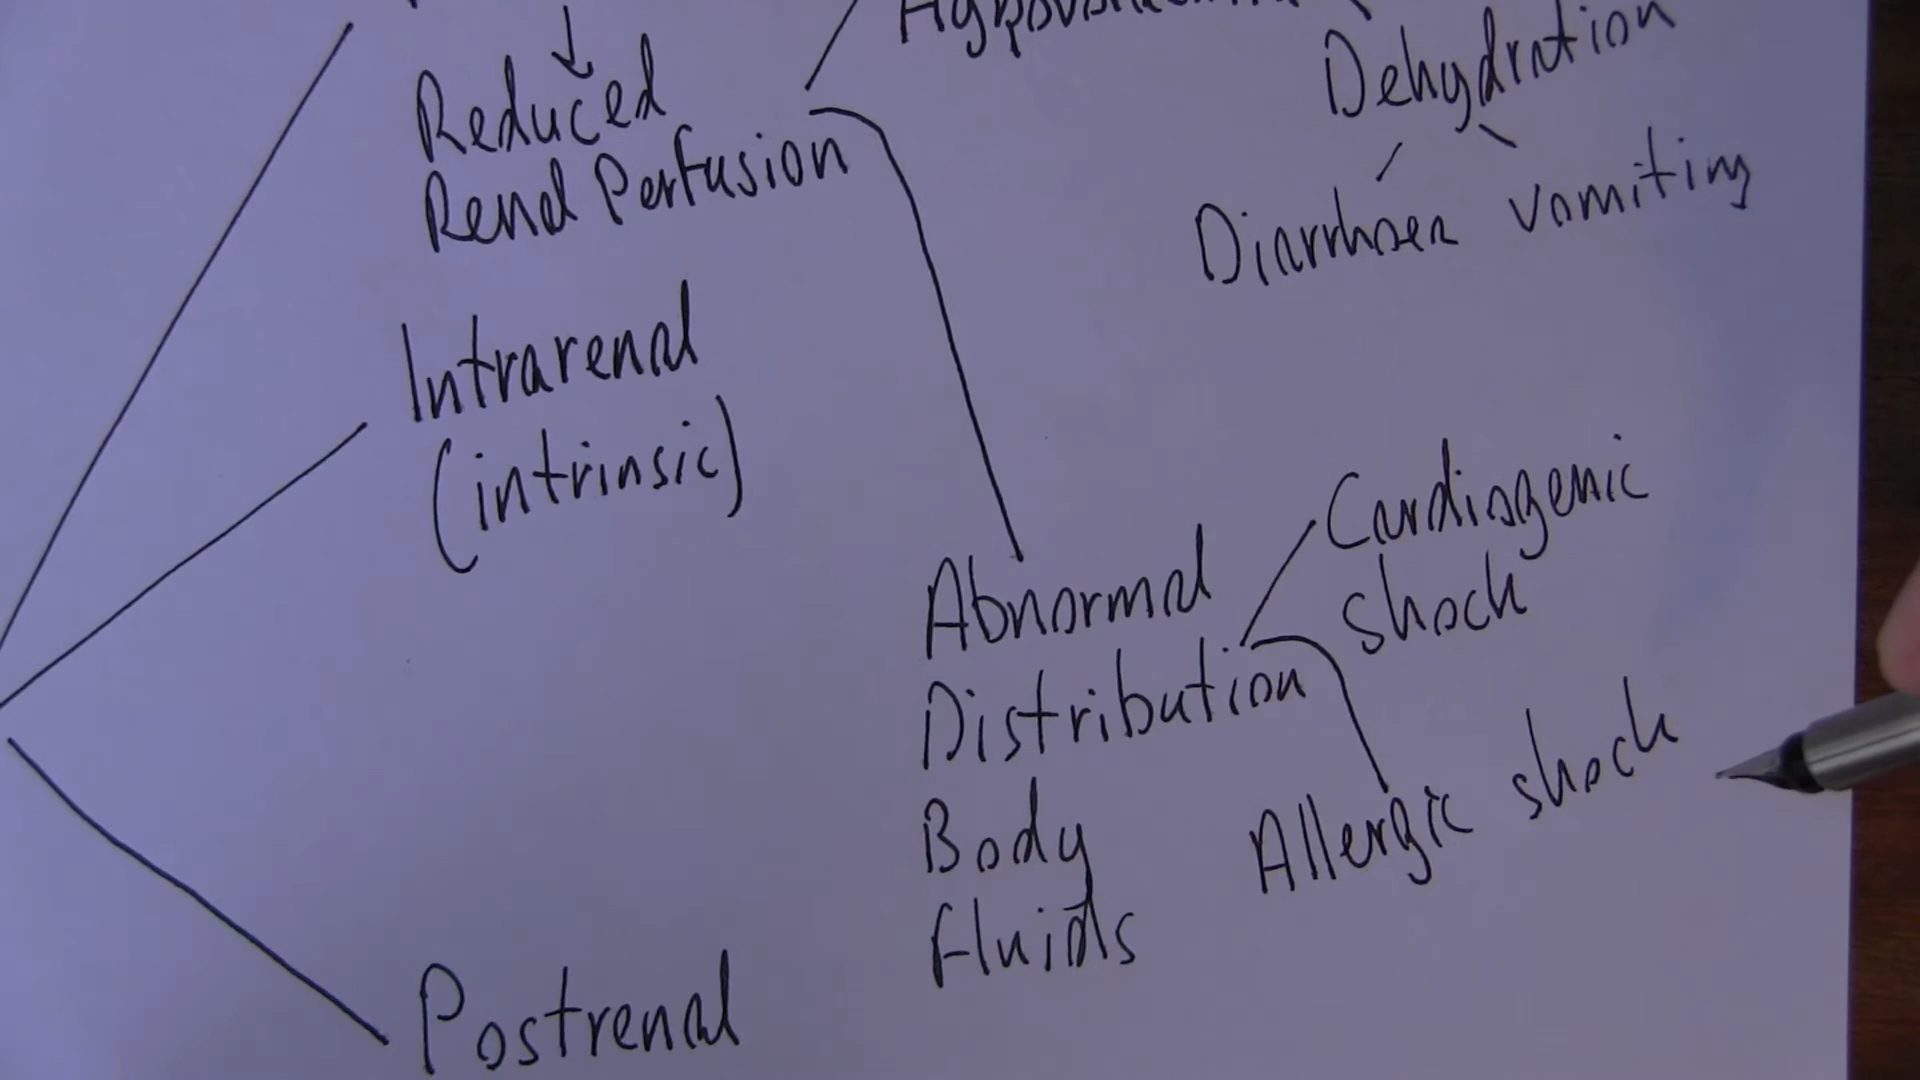 Dehydration
Diarrhoea vomiting
Reduced
Renal Perfusion
Intrarenal
(intrinsic)
Cardiogenic
shock
Abnormal
Distribution
Body
fluids
Allergic shock
Postrenal